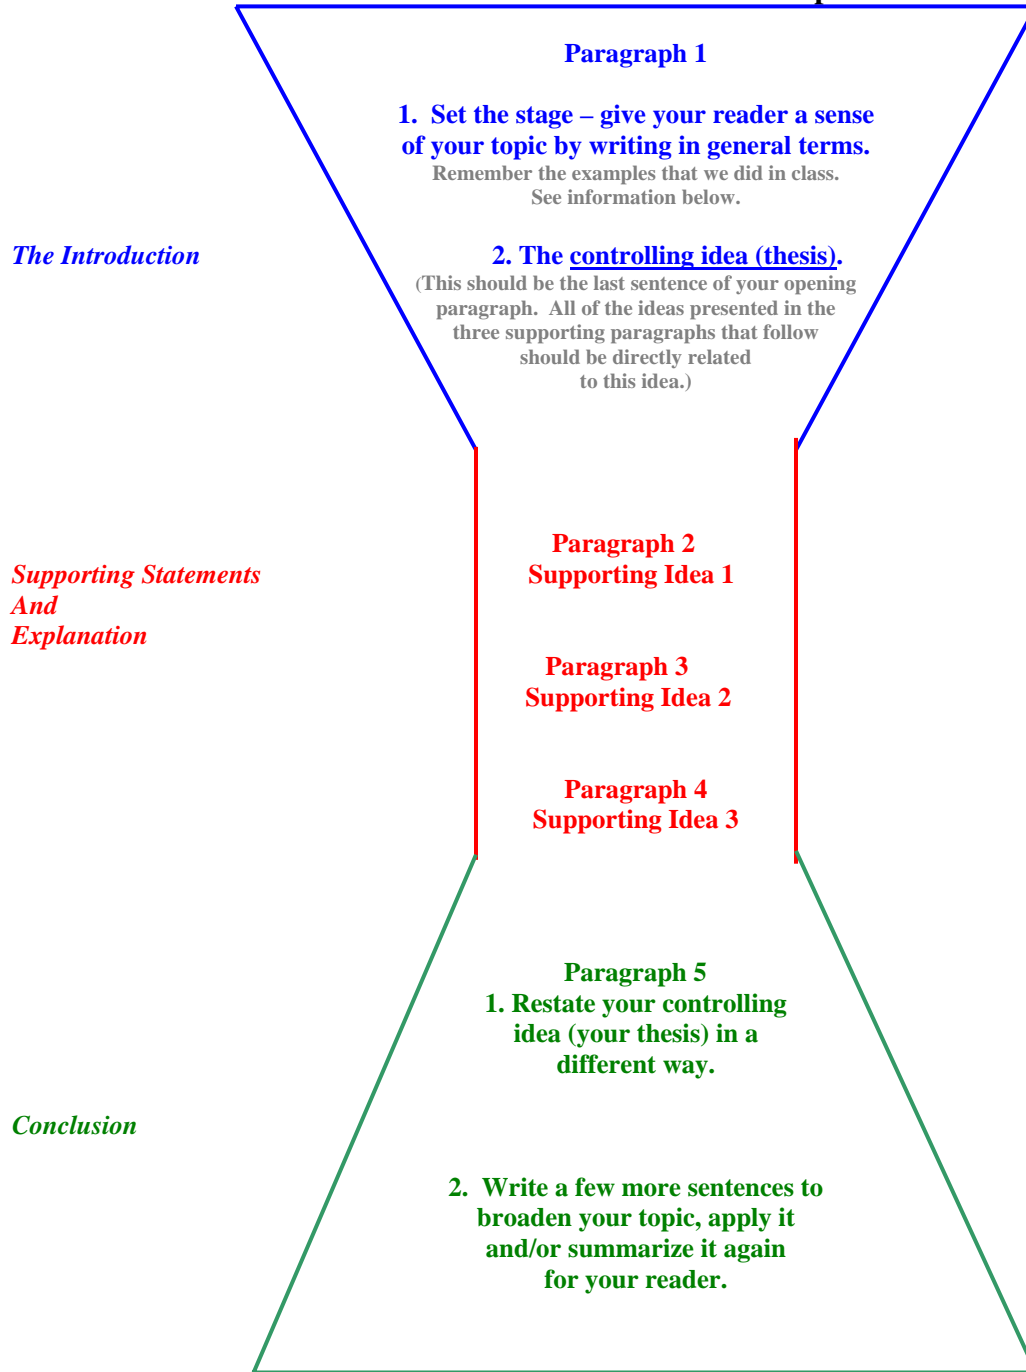 Paragraph 1
1. Set the stage – give your reader a sense
of your topic by writing in general terms.
Remember the examples that we did in class.
See information below.
The Introduction
2. The controlling idea (thesis).
(This should be the last sentence of your opening
paragraph. All of the ideas presented in the
three supporting paragraphs that follow
should be directly related
to this idea.)
Paragraph 2
Supporting Idea 1
Supporting Statements
And
Explanation
Paragraph 3
Supporting Idea 2
Paragraph 4
Supporting Idea 3
Paragraph 5
1. Restate your controlling
idea (your thesis) in a
different way.
Conclusion
2. Write a few more sentences to
broaden your topic, apply it
and/or summarize it again
for your reader.